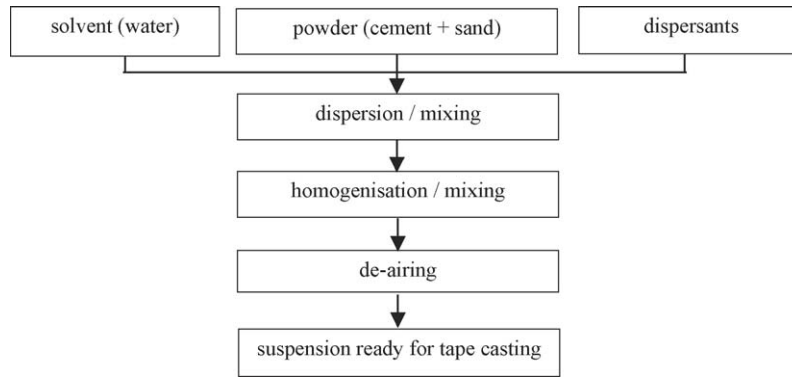 solvent (water)
powder (cement + sand)
dispersants
dispersion / mixing
homogenisation / mixing
de-airing
suspension ready for tape casting